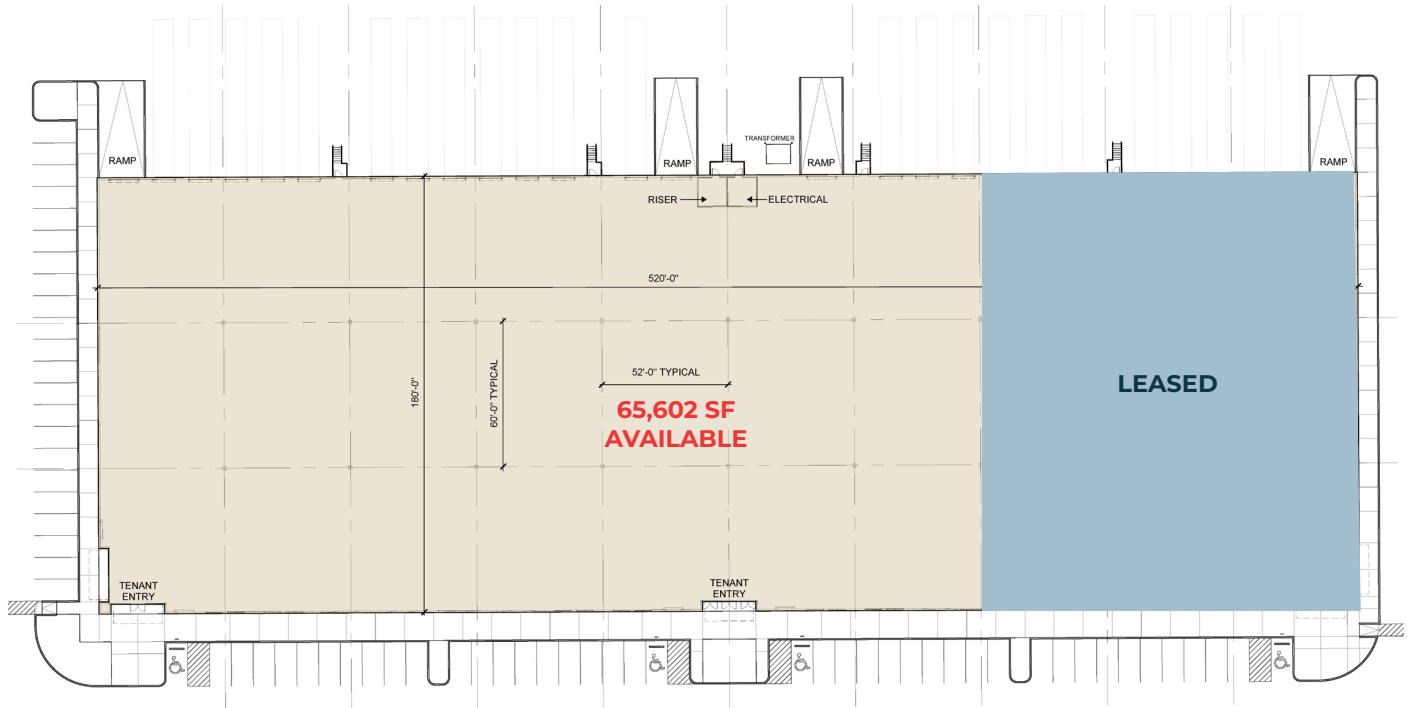 TRANSFORMER
RAMP
RAMP
RAMP
RAMP
RISER
ELECTRICAL
520'-0"
180'-0"
60'-0" TYPICAL
52'-0" TYPICAL
65,602 SF
AVAILABLE
LEASED
TENANT
ENTRY
TENANT
ENTRY